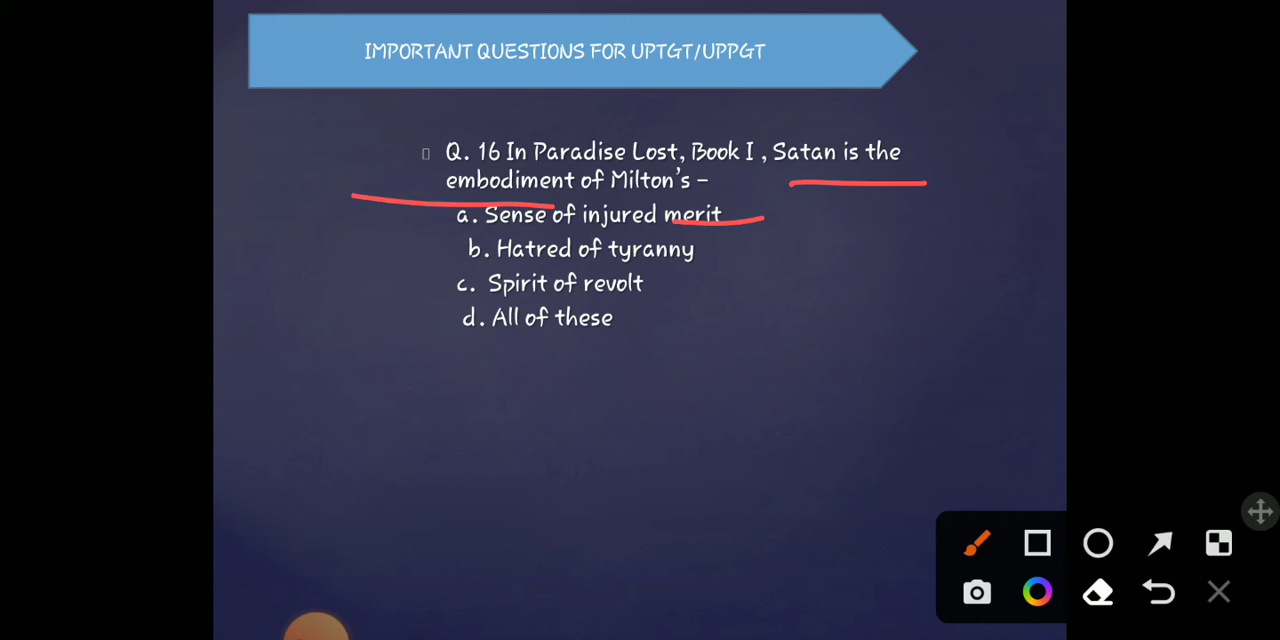 IMPORTANT QUESTIONS FOR UPTGT/UPPGT
Q. 16 In Paradise Lost, Book I , Satan is the
embodiment of Milton's –
a. Sense of injured merit
b. Hatred of tyranny
c. Spirit of revolt
d. All of these